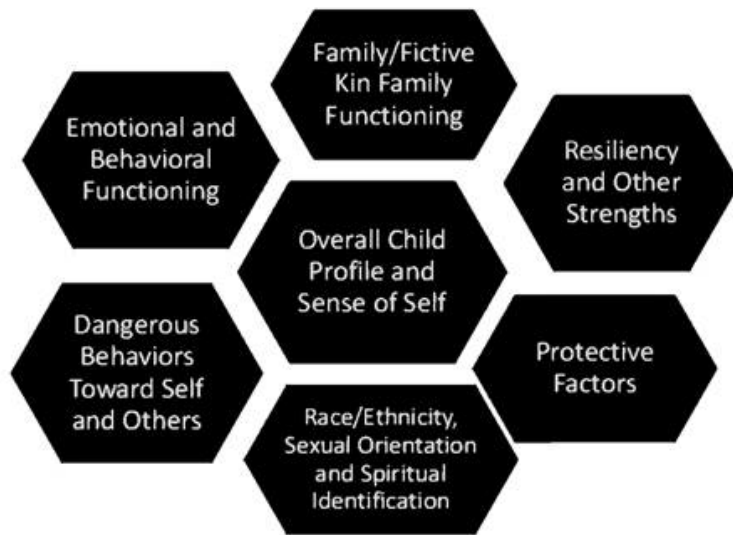 Family/Fictive
Kin Family
Functioning
Emotional and
Behavioral
Functioning
Resiliency
and Other
Strengths
Overall Child
Profile and
Sense of Self
Dangerous
Behaviors
Toward Self
and Others
Protective
Factors
Race/Ethnicity,
Sexual Orientation
and Spiritual
Identification